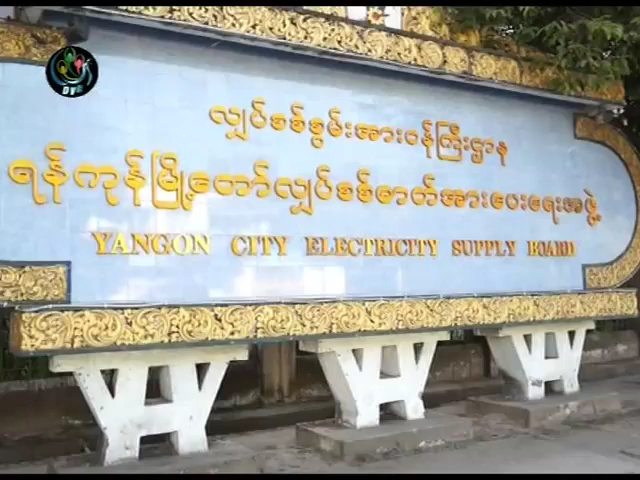 လျှပ်စစ်စွမ်းအားဝန်ကြီးဌာန
ရန်ကုန်မြို့တော်လျှပ်စစ်ဓာတ်အားပေးရေးအဖွဲ့
YANGON CITY ELECTRICITY SUPPLY BOARD
DVB